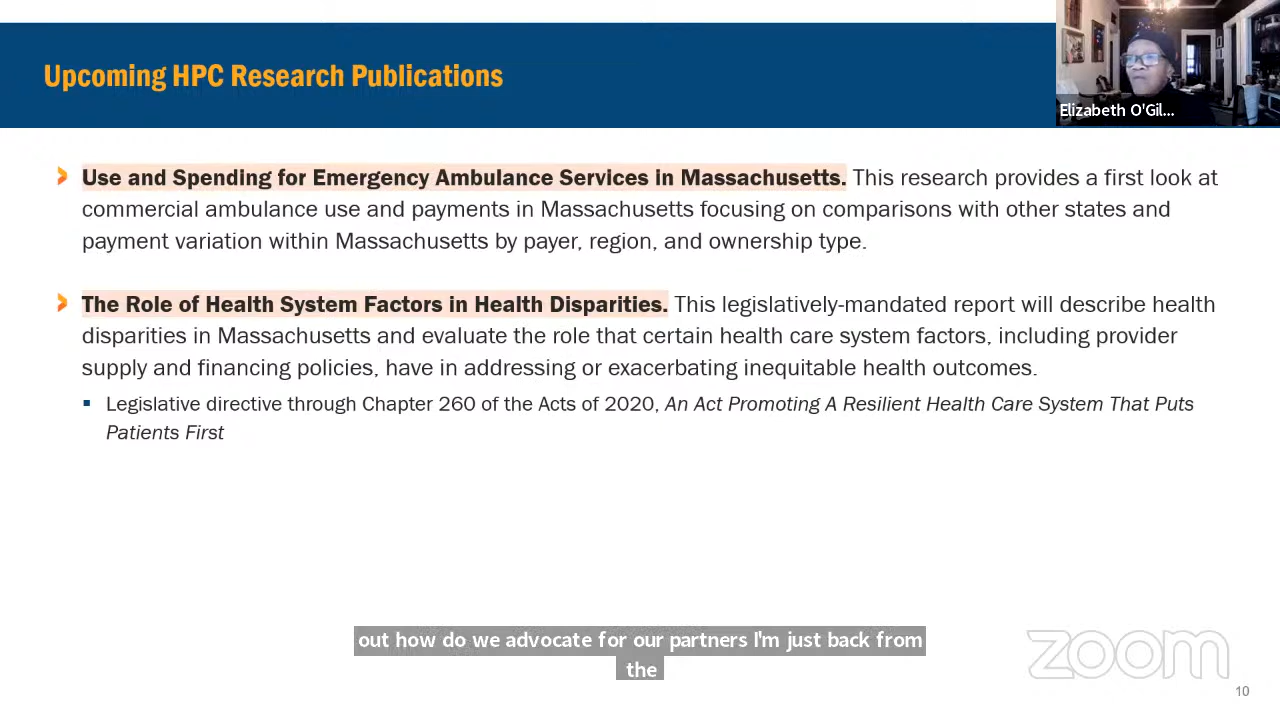 Upcoming HPC Research Publications
Elizabeth O'Gil...
Use and Spending for Emergency Ambulance Services in Massachusetts. This research provides a first look at
commercial ambulance use and payments in Massachusetts focusing on comparisons with other states and
payment variation within Massachusetts by payer, region, and ownership type.
The Role of Health System Factors in Health Disparities. This legislatively-mandated report will describe health
disparities in Massachusetts and evaluate the role that certain health care system factors, including provider
supply and financing policies, have in addressing or exacerbating inequitable health outcomes.
Legislative directive through Chapter 260 of the Acts of 2020, An Act Promoting A Resilient Health Care System That Puts
Patients First
out how do we advocate for our partners I'm just back from
the
zoom
10